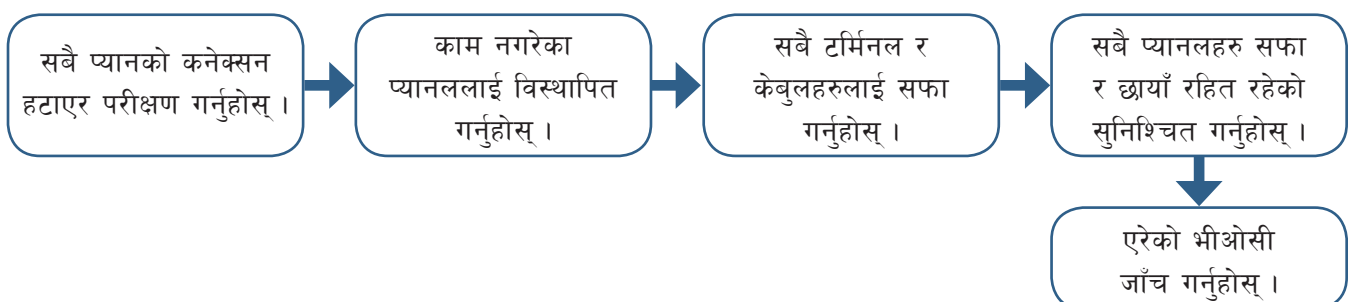 सबै प्यानको कनेक्सन
हटाएर परीक्षण गर्नुहोस् ।
काम नगरेका
प्यानललाई विस्थापित
गर्नुहोस् ।
सबै टर्मिनल र
केबुलहरुलाई सफा
गर्नुहोस् ।
सबै प्यानलहरु सफा
र छायाँ रहित रहेको
सुनिश्चित गर्नुहोस् ।
एरेको भीओसी
जाँच गर्नुहोस् ।